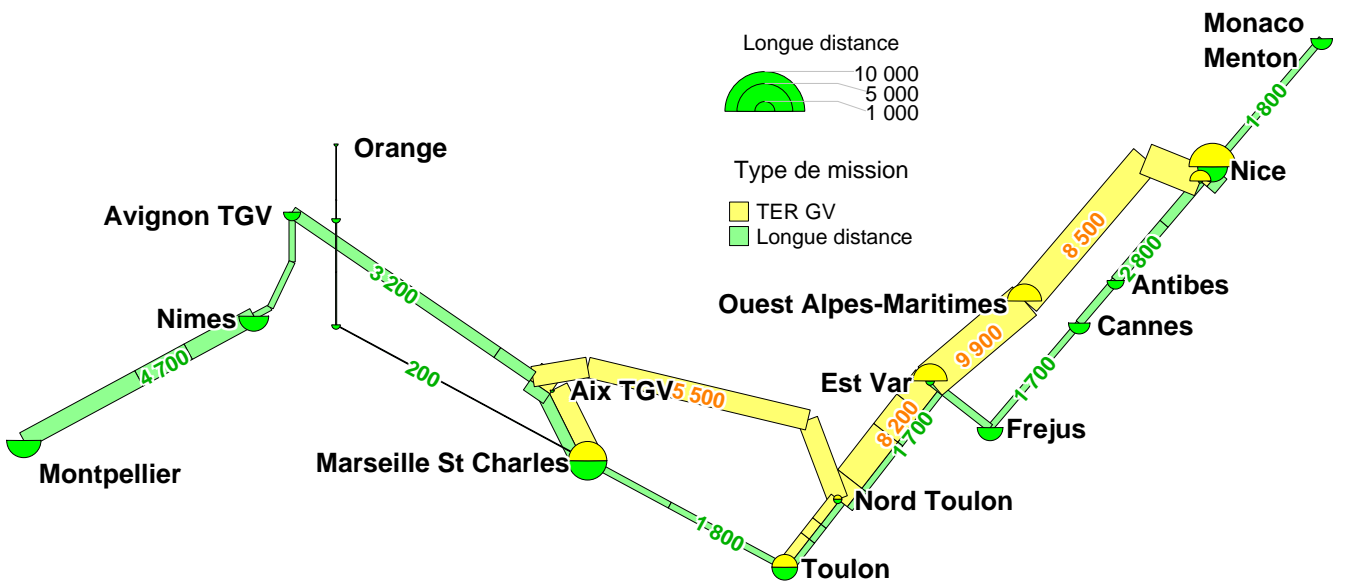 Monaco
Menton
Longue distance
10 000
5 000
1 000
1 800
Orange
Type de mission
Nice
TER GV
Longue distance
Avignon TGV
8 500
2 800
3 200
Antibes
Ouest Alpes-Maritimes
Nimes
Cannes
9 900
4 700
200
Est Var
1 700
Aix TGV
5 500
8 200
1 700
Frejus
Marseille St Charles
Montpellier
Nord Toulon
1 800
Toulon